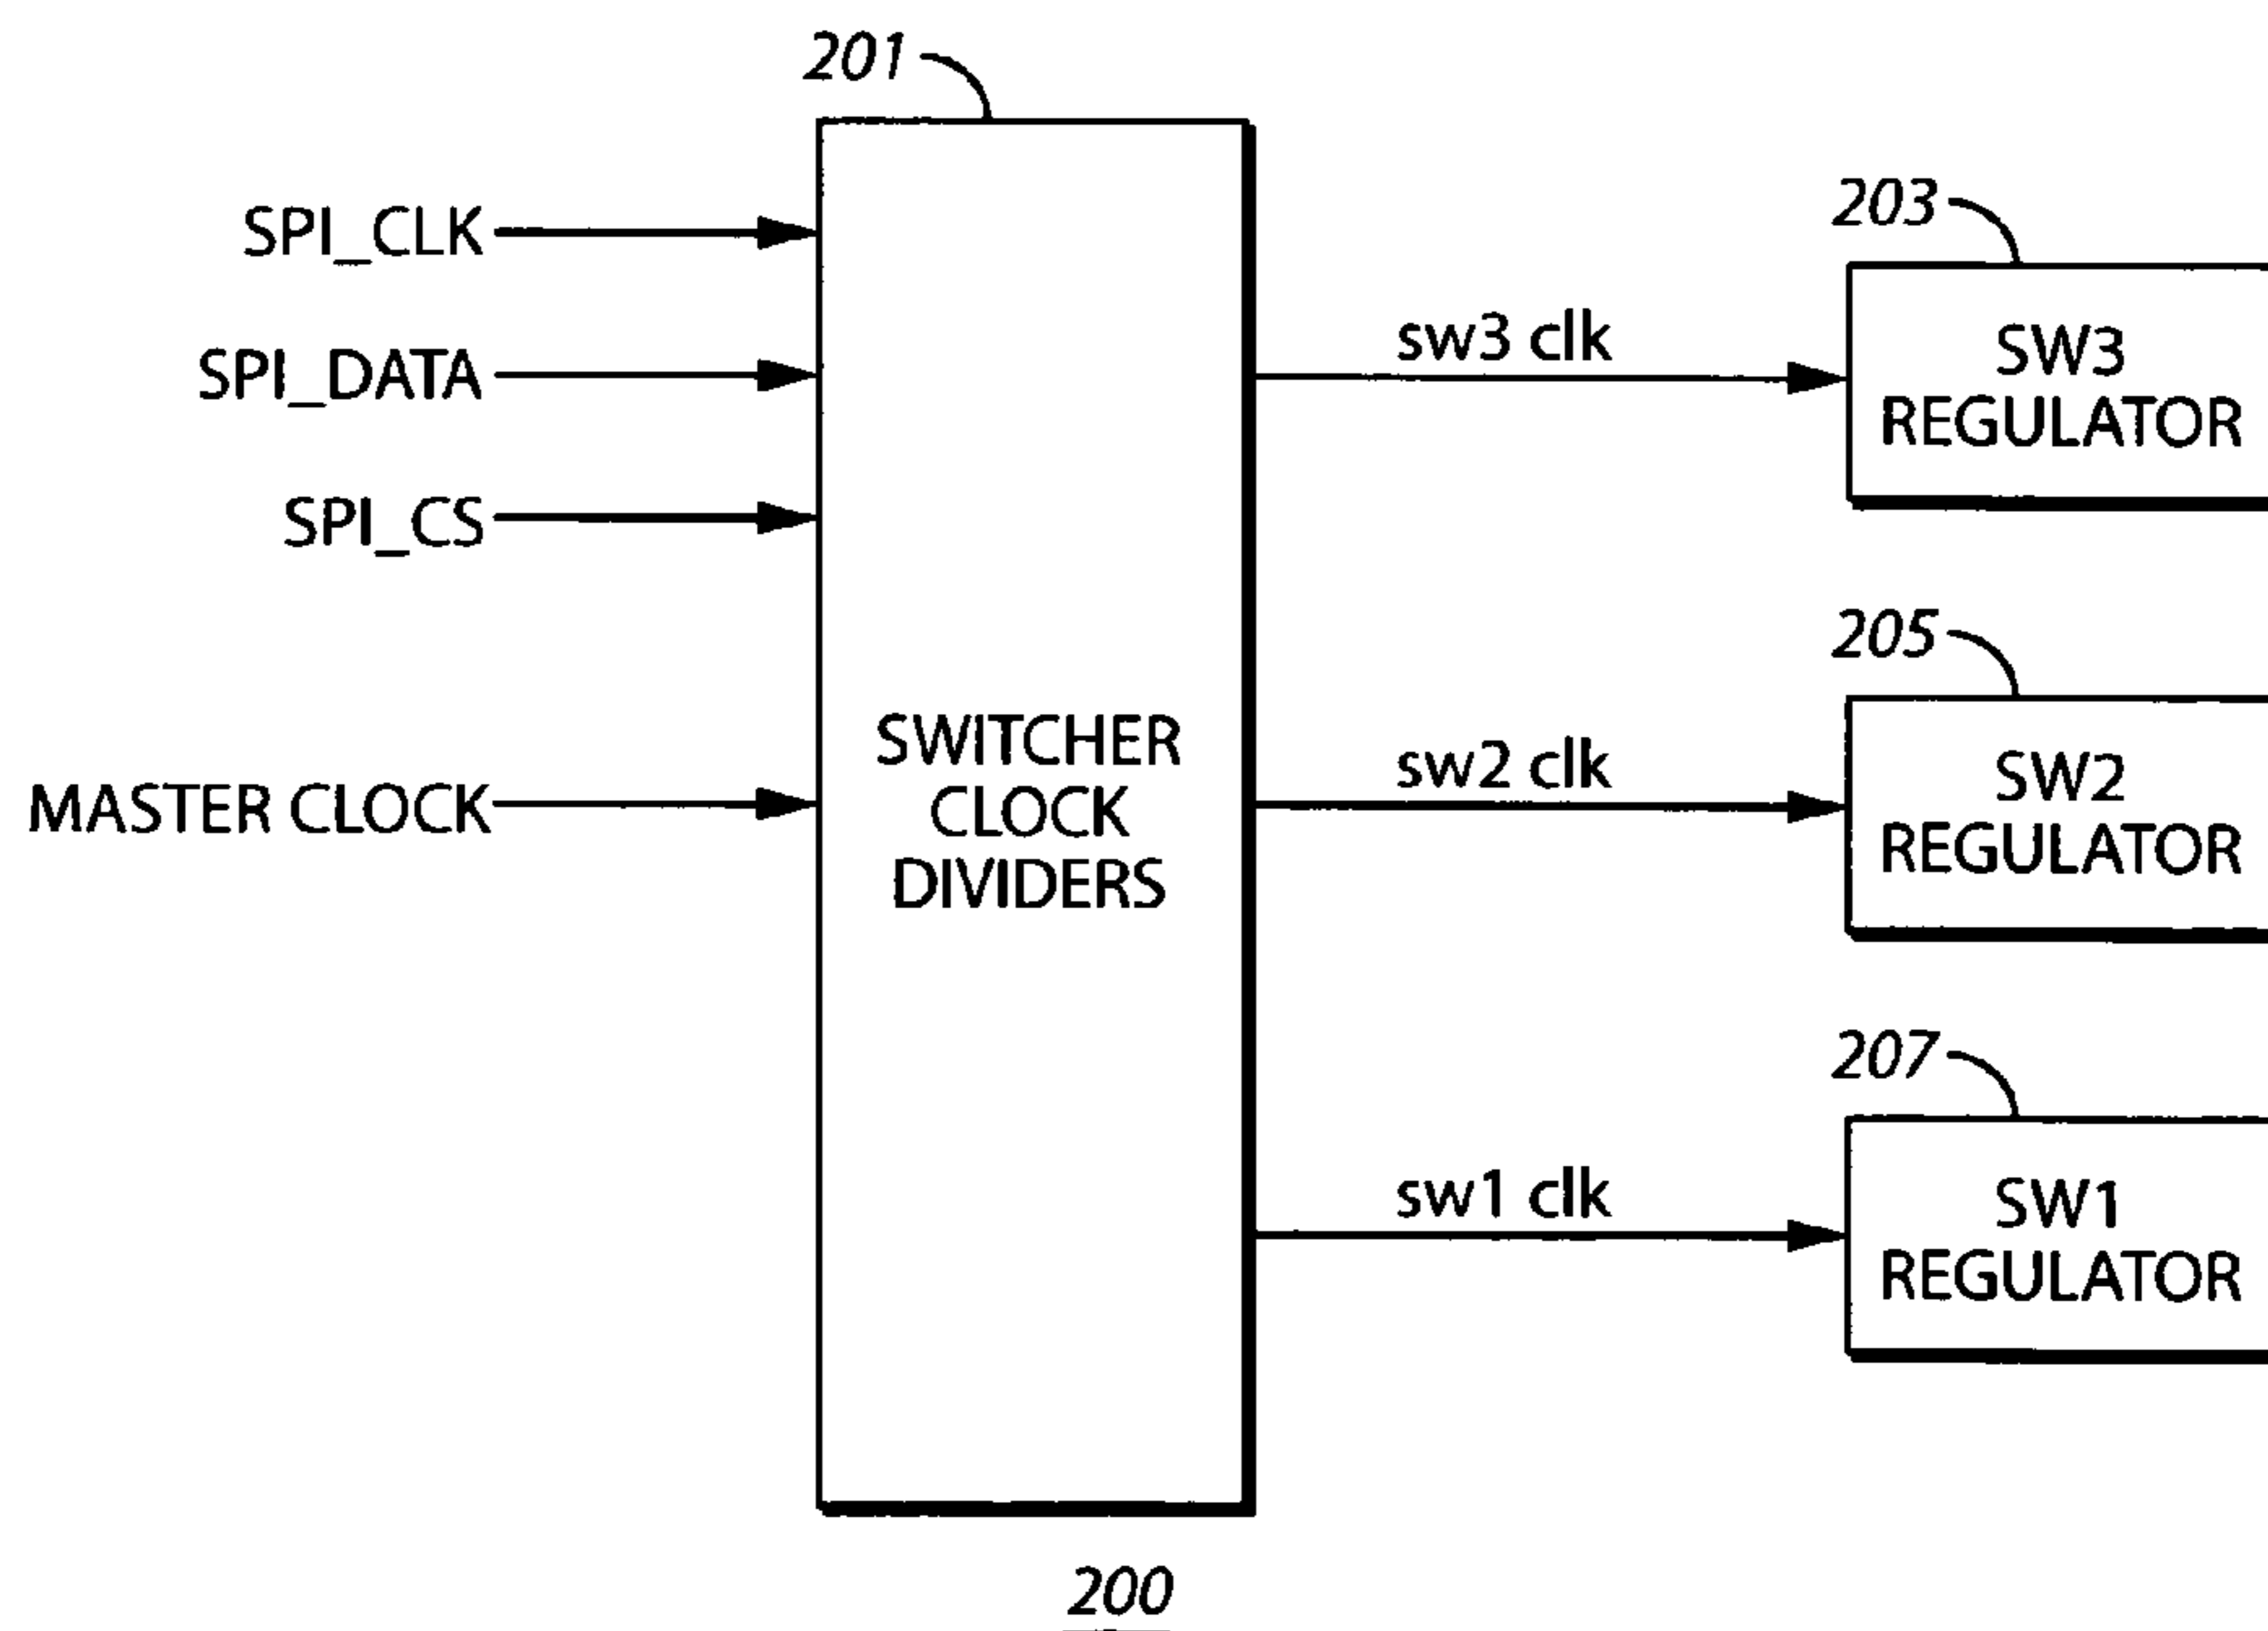 201
SPI_CLK
SPI_DATA
SPI_CS
MASTER CLOCK
SWITCHER
CLOCK
DIVIDERS
sw3 clk
sw2 clk
sw1 clk
203
SW3
REGULATOR
205
SW2
REGULATOR
207
SW1
REGULATOR
200